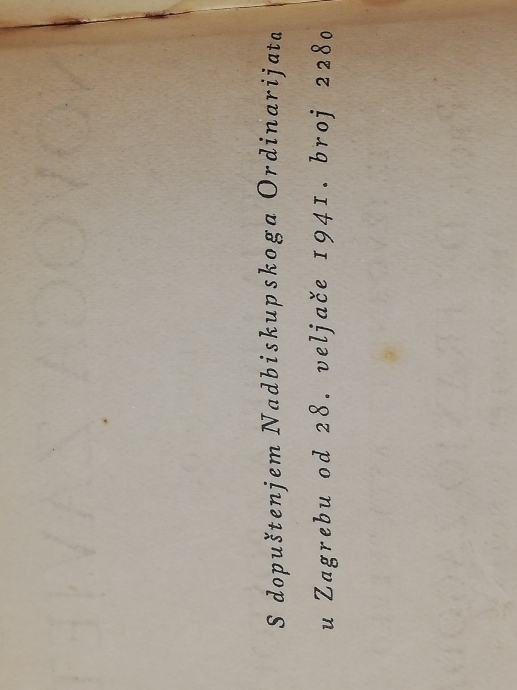 S dopuštenjem Nadbiskupskoga Ordinarijata
u Zagrebu od 28. veljače 1941. broj 2280